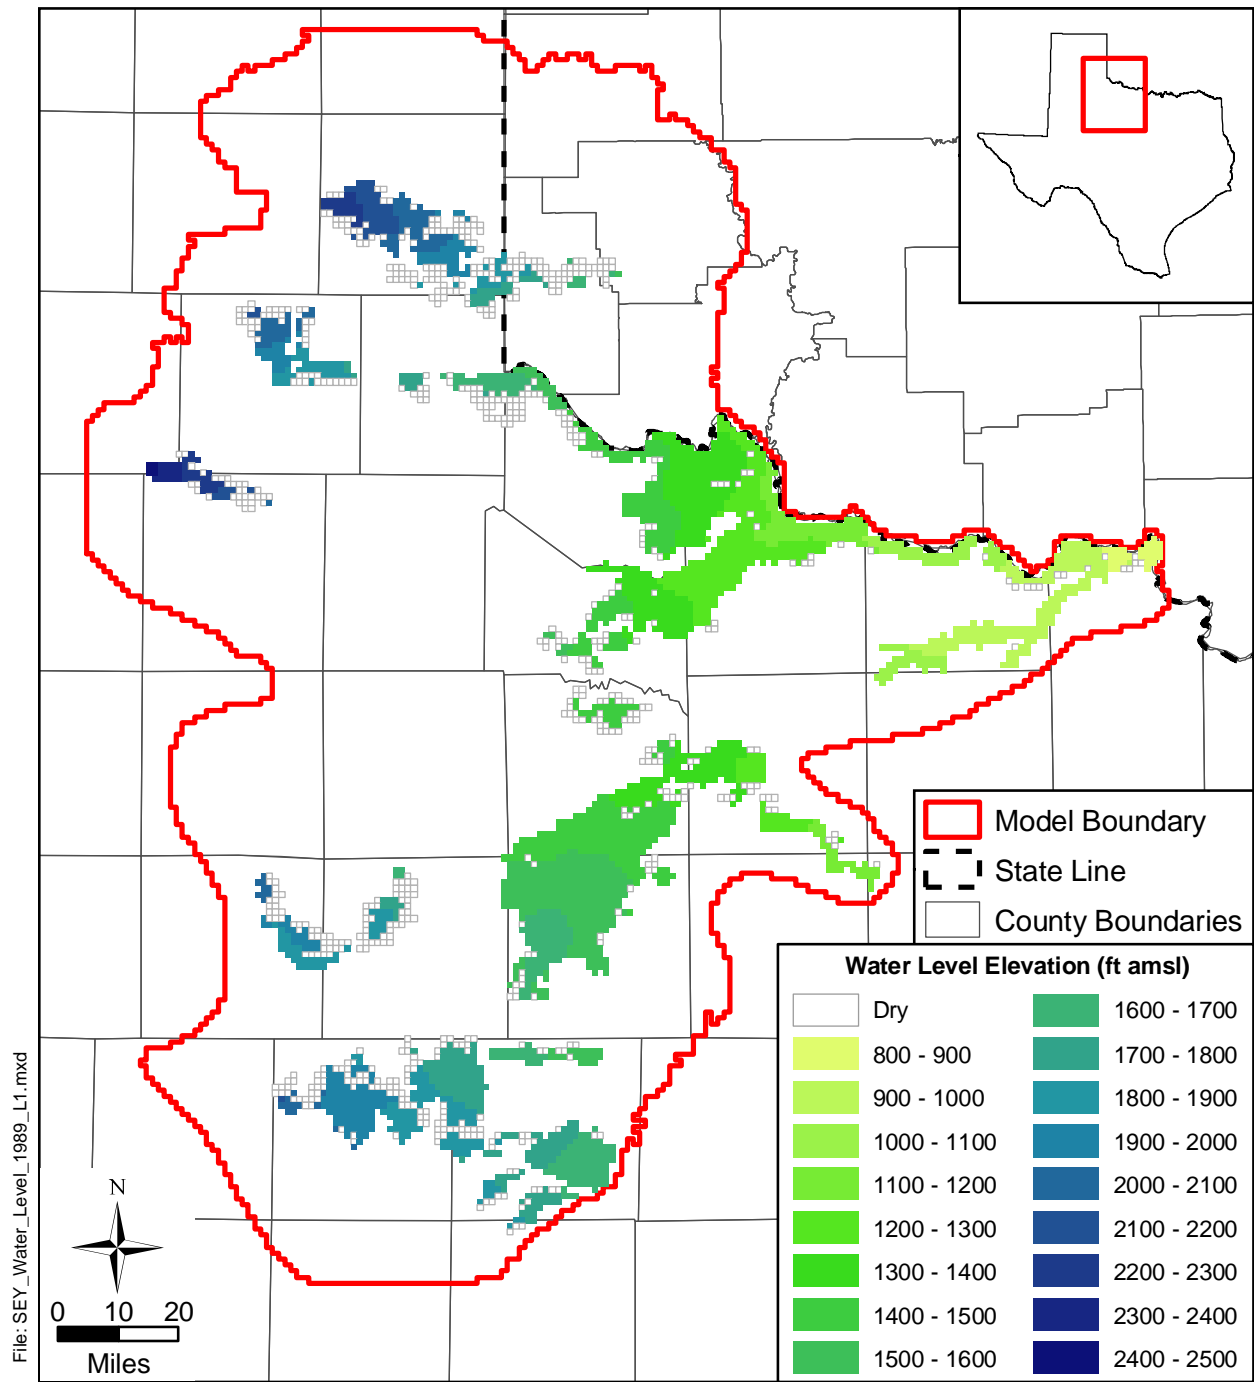 Model Boundary
State Line
County Boundaries
Water Level Elevation (ft amsl)
Dry
800 - 900
900 - 1000
1000 - 1100
1100 - 1200
1200 - 1300
1300 - 1400
1400 - 1500
1500 - 1600
1600 - 1700
1700 - 1800
1800 - 1900
1900 - 2000
2000 - 2100
2100 - 2200
2200 - 2300
2300 - 2400
2400 - 2500
N
0 10 20
Miles
File: SEY_Water_Level_1989_L1.mxd